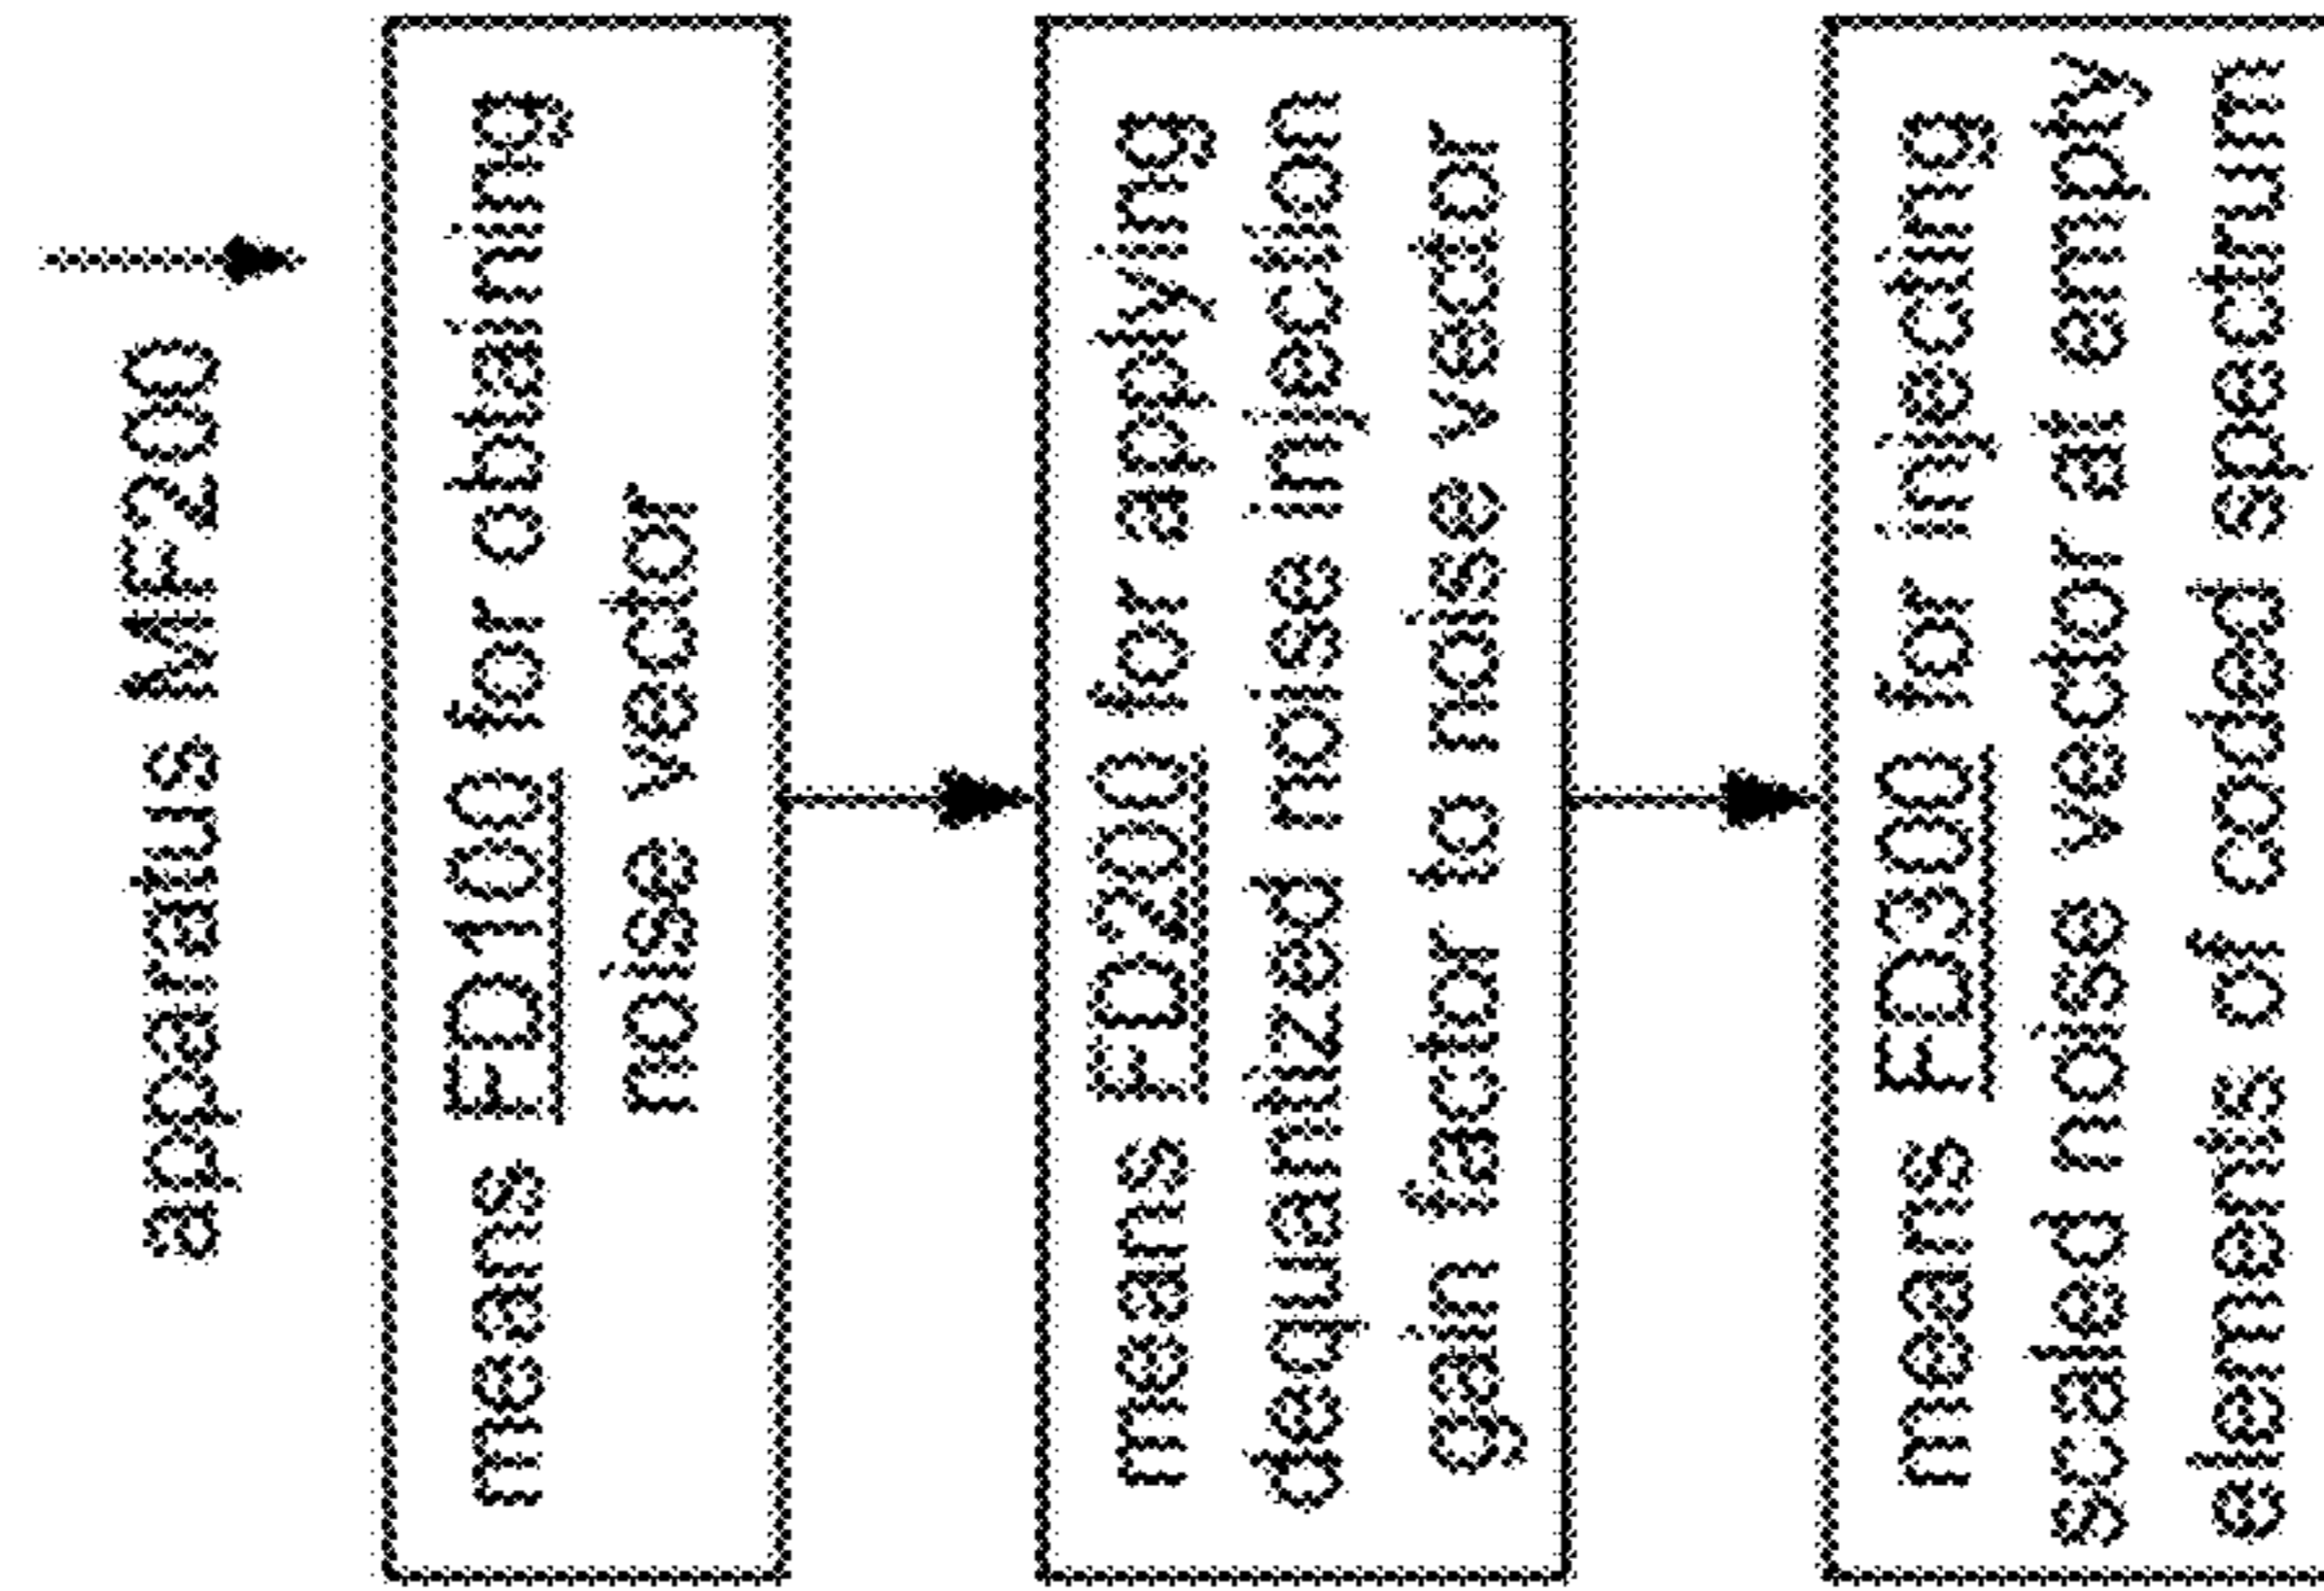 apparatus MF200
means FD100 for obtaining
noise vector
means FD200 for applying
dequantized noise injection
gain factor to noise vector
means FD300 for injecting
scaled noise vector at empty
elements of coded spectrum